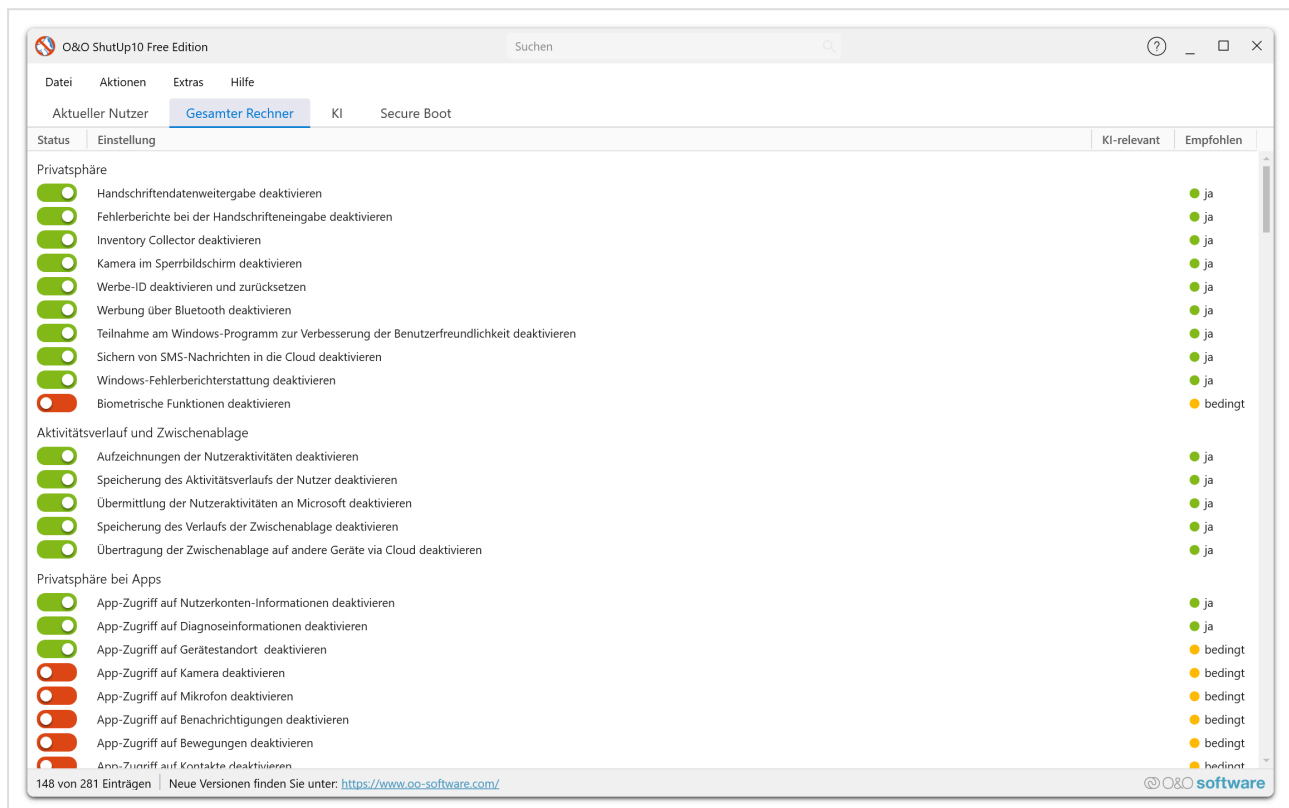 O&O ShutUp10 Free Edition
Suchen
Datei Aktionen Extras Hilfe
Aktueller Nutzer Gesamter Rechner KI Secure Boot
Status Einstellung KI-relevant Empfohlen
Privatsphäre
Handschriftendatenweitergabe deaktivieren ja
Fehlerberichte bei der Handschrifteneingabe deaktivieren ja
Inventory Collector deaktivieren ja
Kamera im Sperrbildschirm deaktivieren ja
Werbe-ID deaktivieren und zurücksetzen ja
Werbung über Bluetooth deaktivieren ja
Teilnahme am Windows-Programm zur Verbesserung der Benutzerfreundlichkeit deaktivieren ja
Sichern von SMS-Nachrichten in die Cloud deaktivieren ja
Windows-Fehlerberichterstattung deaktivieren ja
Biometrische Funktionen deaktivieren bedingt
Aktivitätsverlauf und Zwischenablage
Aufzeichnungen der Nutzeraktivitäten deaktivieren ja
Speicherung des Aktivitätsverlaufs der Nutzer deaktivieren ja
Übermittlung der Nutzeraktivitäten an Microsoft deaktivieren ja
Speicherung des Verlaufs der Zwischenablage deaktivieren ja
Übertragung der Zwischenablage auf andere Geräte via Cloud deaktivieren ja
Privatsphäre bei Apps
App-Zugriff auf Nutzerkonten-Informationen deaktivieren ja
App-Zugriff auf Diagnoseinformationen deaktivieren ja
App-Zugriff auf Gerätestandort deaktivieren bedingt
App-Zugriff auf Kamera deaktivieren bedingt
App-Zugriff auf Mikrofon deaktivieren bedingt
App-Zugriff auf Benachrichtigungen deaktivieren bedingt
App-Zugriff auf Bewegungen deaktivieren bedingt
App-Zugriff auf Kontakte deaktivieren bedingt
148 von 281 Einträgen Neue Versionen finden Sie unter: https://www.oo-software.com/ O&O software